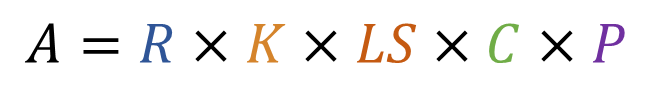 A = R × K × LS × C × P